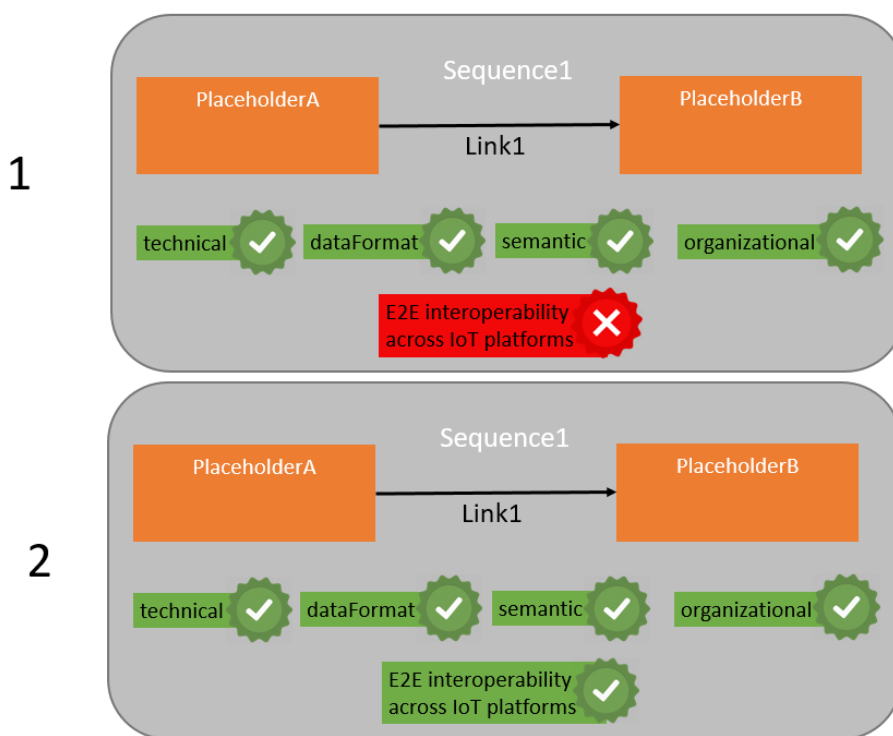 Sequence1
PlaceholderA
PlaceholderB
Link1
1
technical
dataFormat
semantic
organizational
E2E interoperability
across IoT platforms
Sequence1
PlaceholderA
PlaceholderB
Link1
2
technical
dataFormat
semantic
organizational
E2E interoperability
across IoT platforms